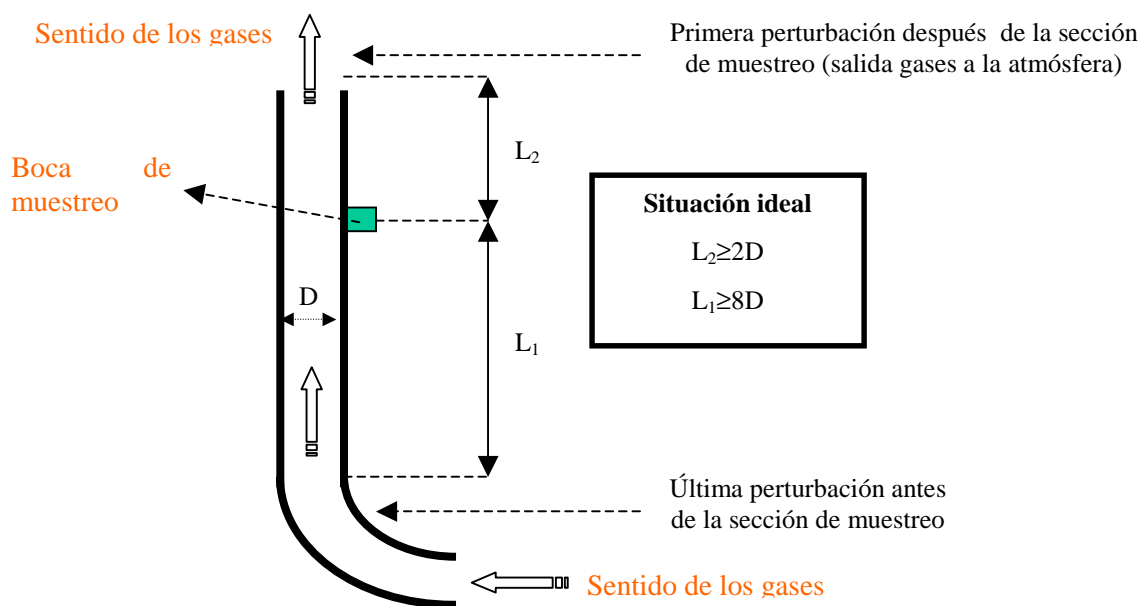 Sentido de los gases
Primera perturbación después de la sección
de muestreo (salida gases a la atmósfera)
L₂
Boca de
muestreo
Situación ideal
L₂≥2D
L₁≥8D
D
L₁
Última perturbación antes
de la sección de muestreo
Sentido de los gases